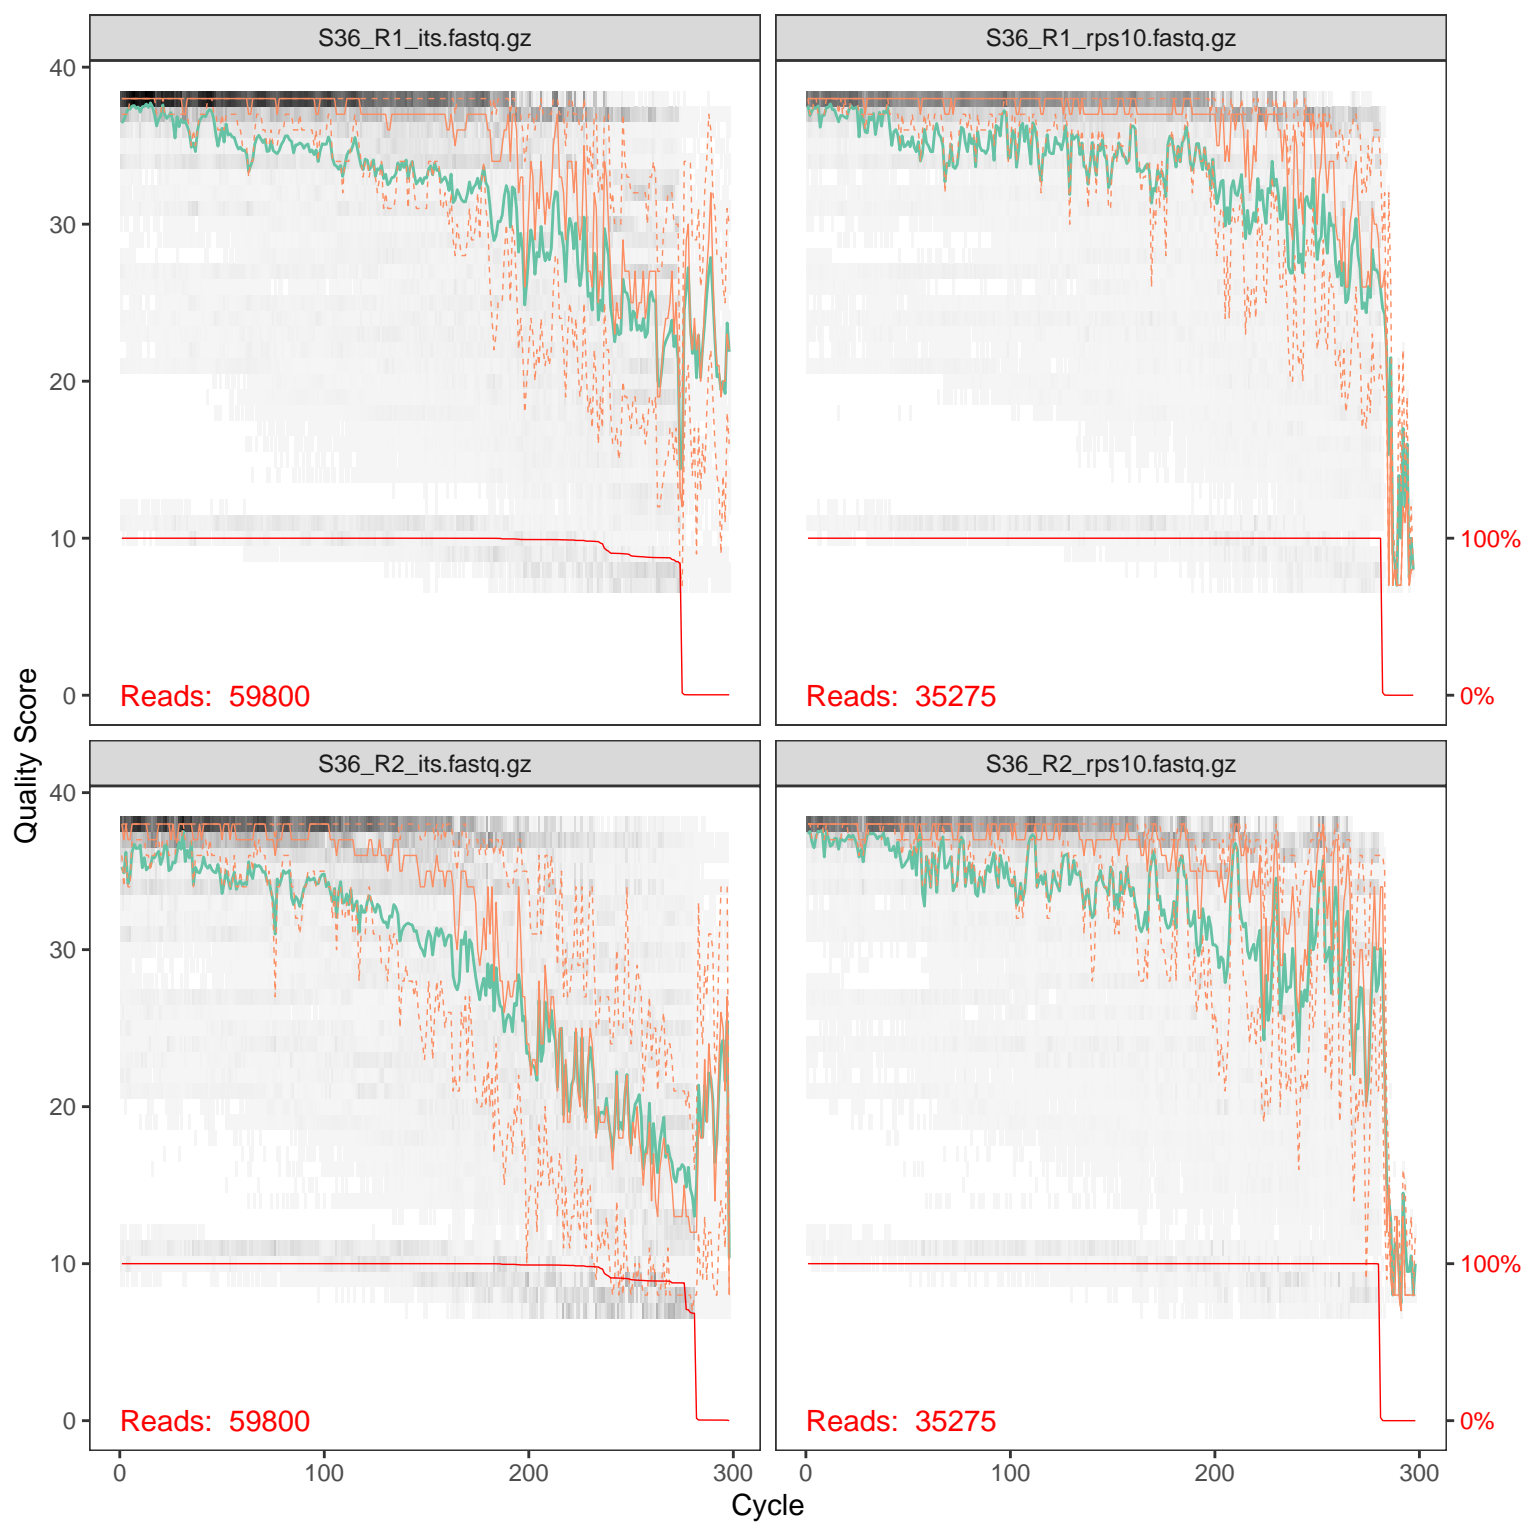 S36_R1_its.fastq.gz
S36_R1_rps10.fastq.gz
40
30
20
10
0
100%
0%
Reads: 59800
Reads: 35275
Quality Score
S36_R2_its.fastq.gz
S36_R2_rps10.fastq.gz
40
30
20
10
0
100%
0%
Reads: 59800
Reads: 35275
0 100 200 300 0 100 200 300
Cycle